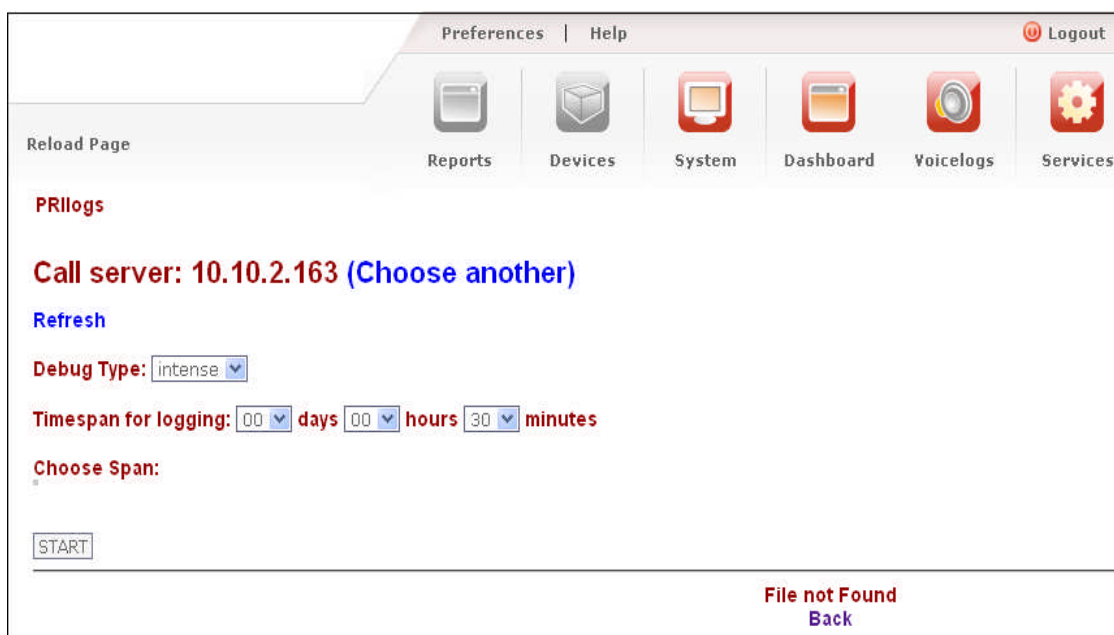 Preferences | Help
Logout
Reload Page
Reports
Devices
System
Dashboard
Voicelogs
Services
PRIlogs
Call server: 10.10.2.163 (Choose another)
Refresh
Debug Type: intense
Timespan for logging: 00 days 00 hours 30 minutes
Choose Span:
START
File not Found
Back